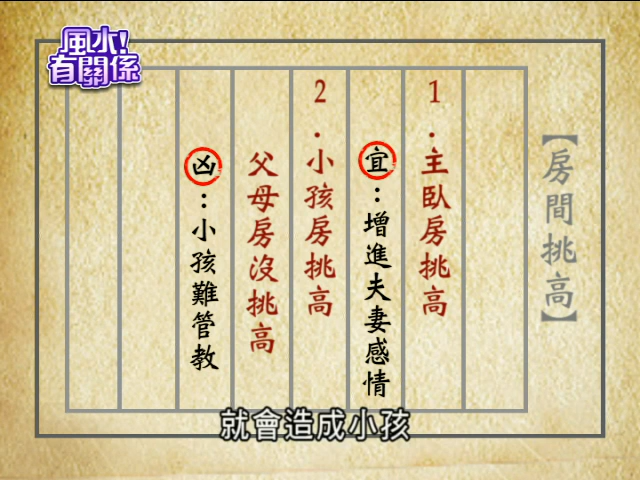 風水!
有關係
【房間挑高】
1.主臥房挑高
宜:增進夫妻感情
2.小孩房挑高
父母房沒挑高
凶:小孩難管教
就會造成小孩